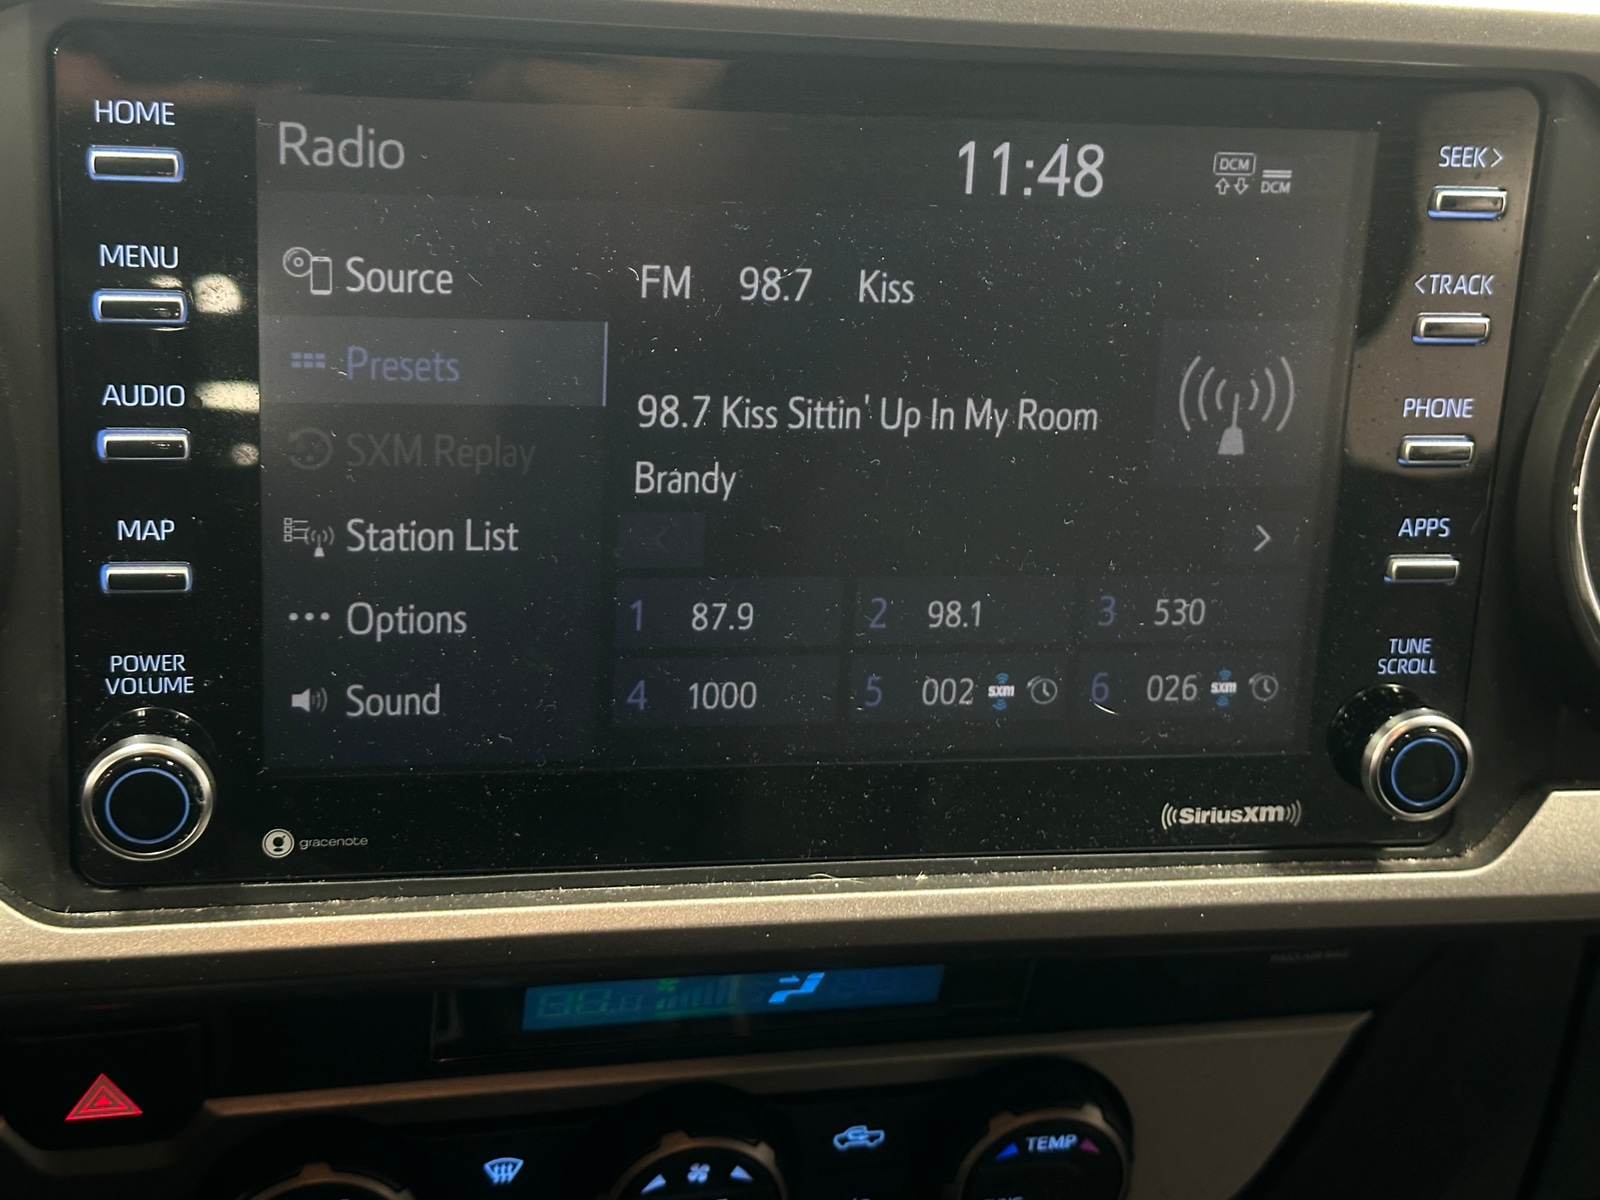 HOME
MENU
AUDIO
MAP
POWER
VOLUME
Radio
11:48
DCM
DCM
Source
Presets
SXM Replay
Station List
Options
Sound
FM 98.7 Kiss
98.7 Kiss Sittin' Up In My Room
Brandy
< >
1 87.9 2 98.1 3 530
4 1000 5 002 sxm 6 026 sxm
SEEK>
<TRACK
PHONE
APPS
TUNE
SCROLL
g gracenote
((SiriusXM))
TEMP